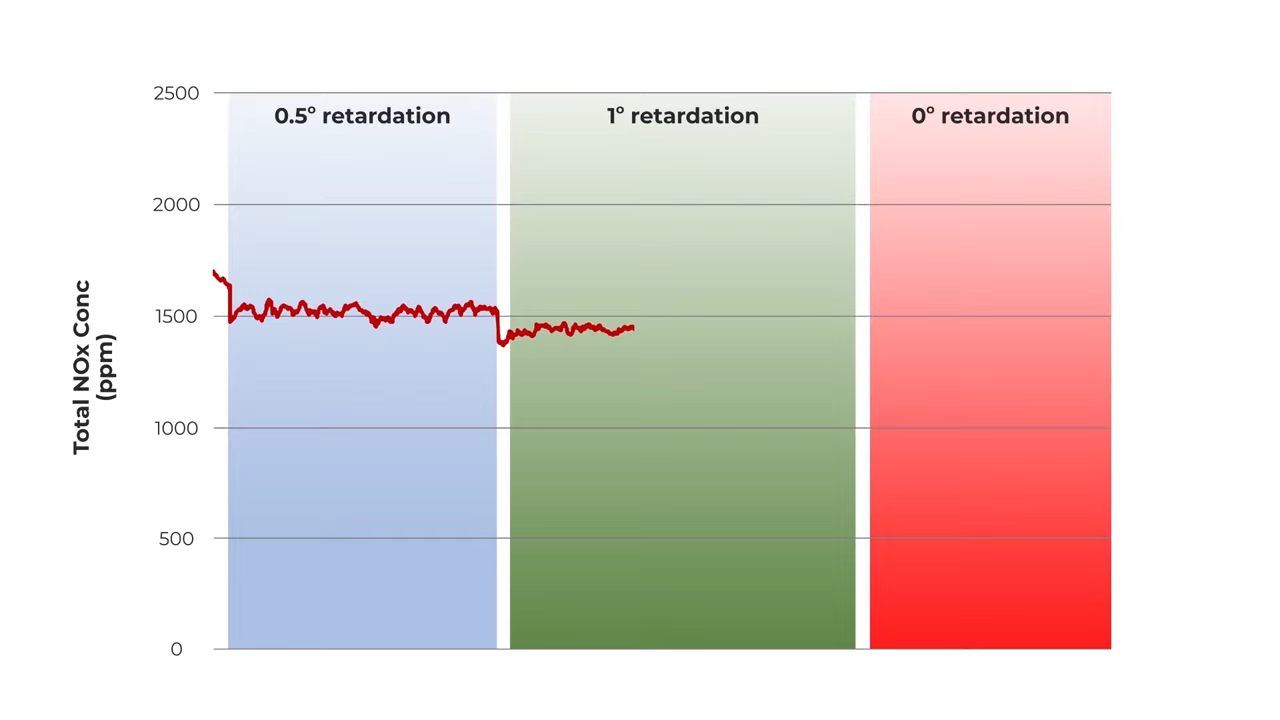 2500
0.5° retardation
1° retardation
0° retardation
2000
1500
1000
500
0
Total NOx Conc
(ppm)